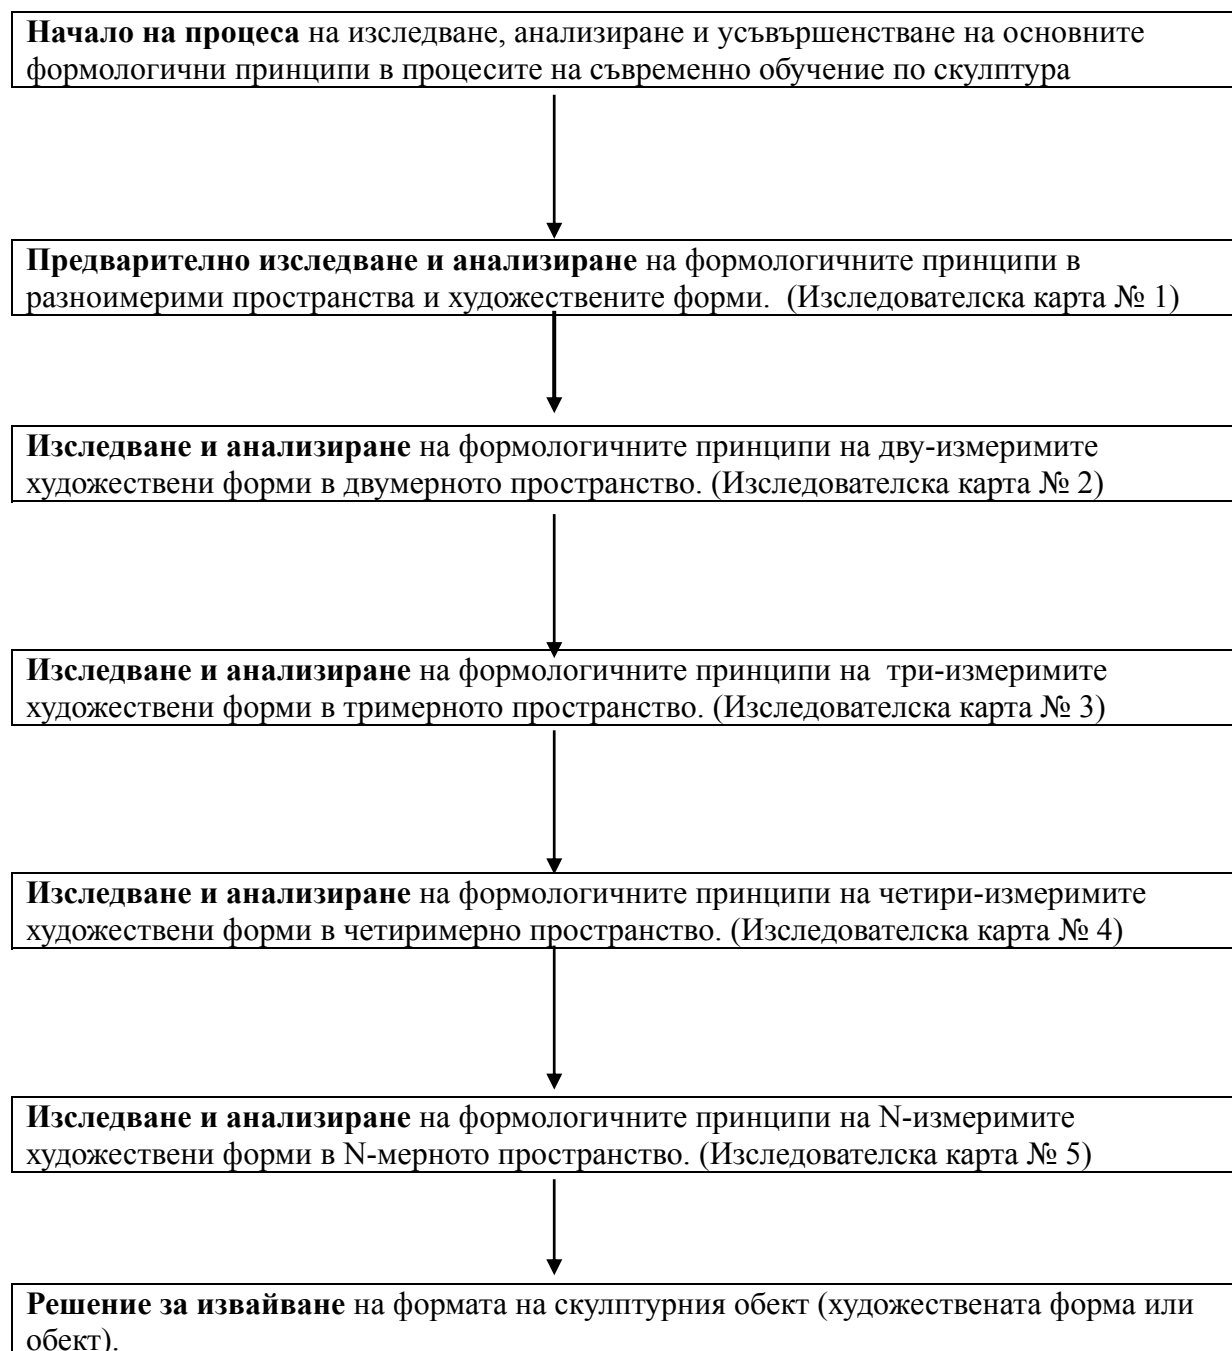 Начало на процеса на изследване, анализиране и усъвършенстване на основните
формологични принципи в процесите на съвременно обучение по скулптура
Предварително изследване и анализиране на формологичните принципи в
разноимерими пространства и художествените форми. (Изследователска карта № 1)
Изследване и анализиране на формологичните принципи на дву-измеримите
художествени форми в двумерното пространство. (Изследователска карта № 2)
Изследване и анализиране на формологичните принципи на три-измеримите
художествени форми в тримерното пространство. (Изследователска карта № 3)
Изследване и анализиране на формологичните принципи на четири-измеримите
художествени форми в четиримерно пространство. (Изследователска карта № 4)
Изследване и анализиране на формологичните принципи на N-измеримите
художествени форми в N-мерното пространство. (Изследователска карта № 5)
Решение за извайване на формата на скулптурния обект (художествената форма или
обект).